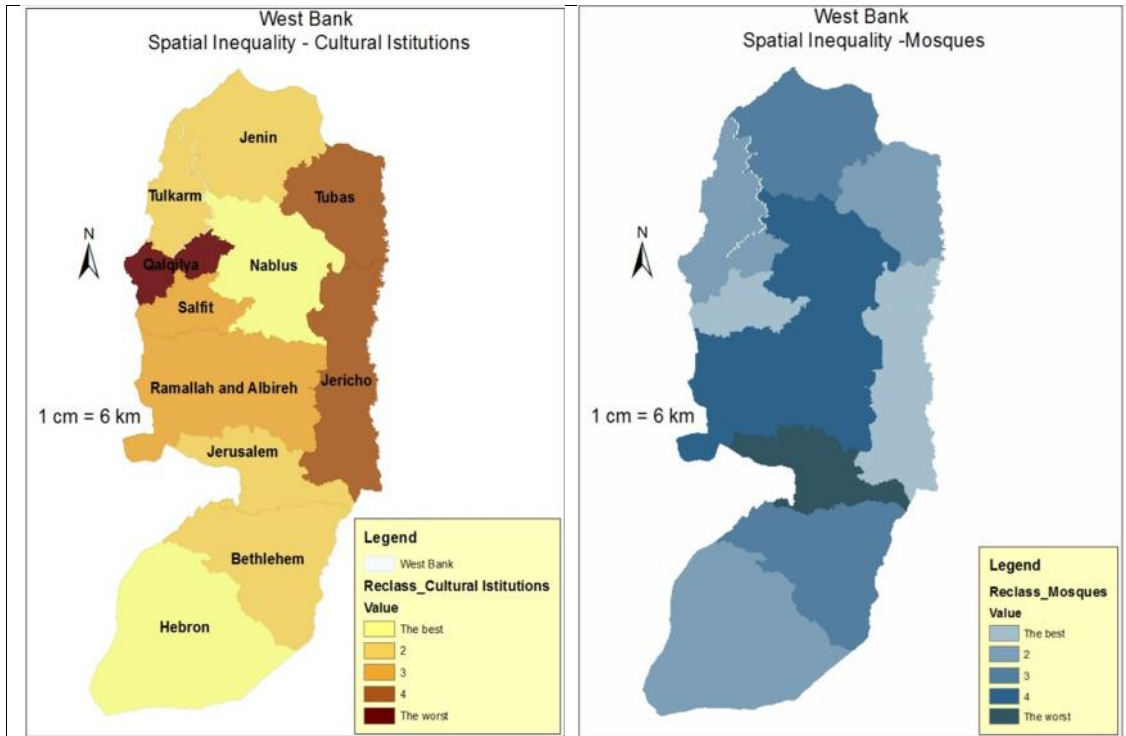 West Bank
Spatial Inequality - Cultural Istitutions
Jenin
Tulkarm
Tubas
N
Qalqilya
Nablus
Salfit
Ramallah and Albireh
Jericho
1 cm = 6 km
Jerusalem
Bethlehem
Hebron
Legend
West Bank
Reclass_Cultural Istitutions
Value
The best
2
3
4
The worst
West Bank
Spatial Inequality -Mosques
N
1 cm = 6 km
Legend
Reclass_Mosques
Value
The best
2
3
4
The worst